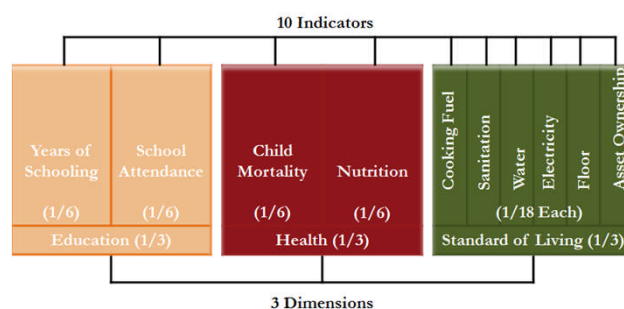 10 Indicators
Years of
Schooling
(1/6)
School
Attendance
(1/6)
Education (1/3)
Child
Mortality
(1/6)
Nutrition
(1/6)
Health (1/3)
Cooking Fuel
Sanitation
Water
Electricity
Floor
Asset Ownership
(1/18 Each)
Standard of Living (1/3)
3 Dimensions